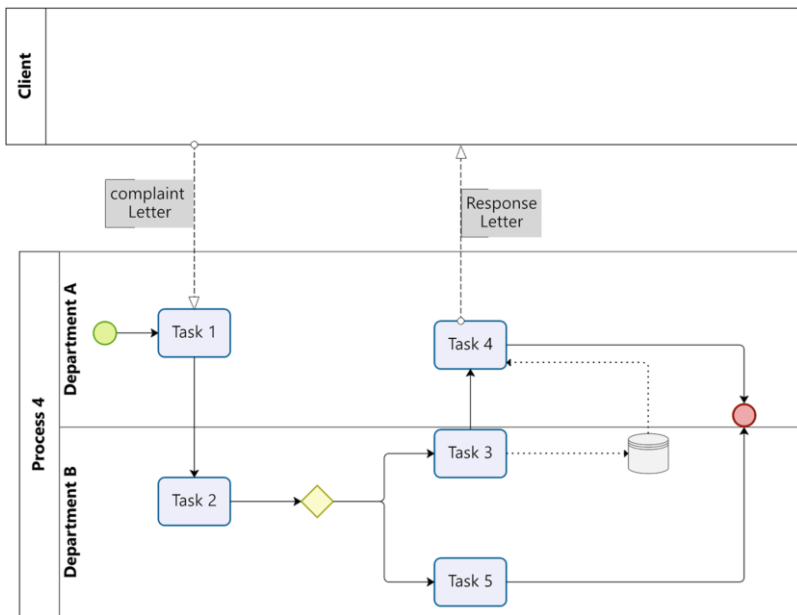 Client
complaint
Letter
Response
Letter
Process 4
Department A
Task 1
Task 4
Department B
Task 3
Task 2
Task 5